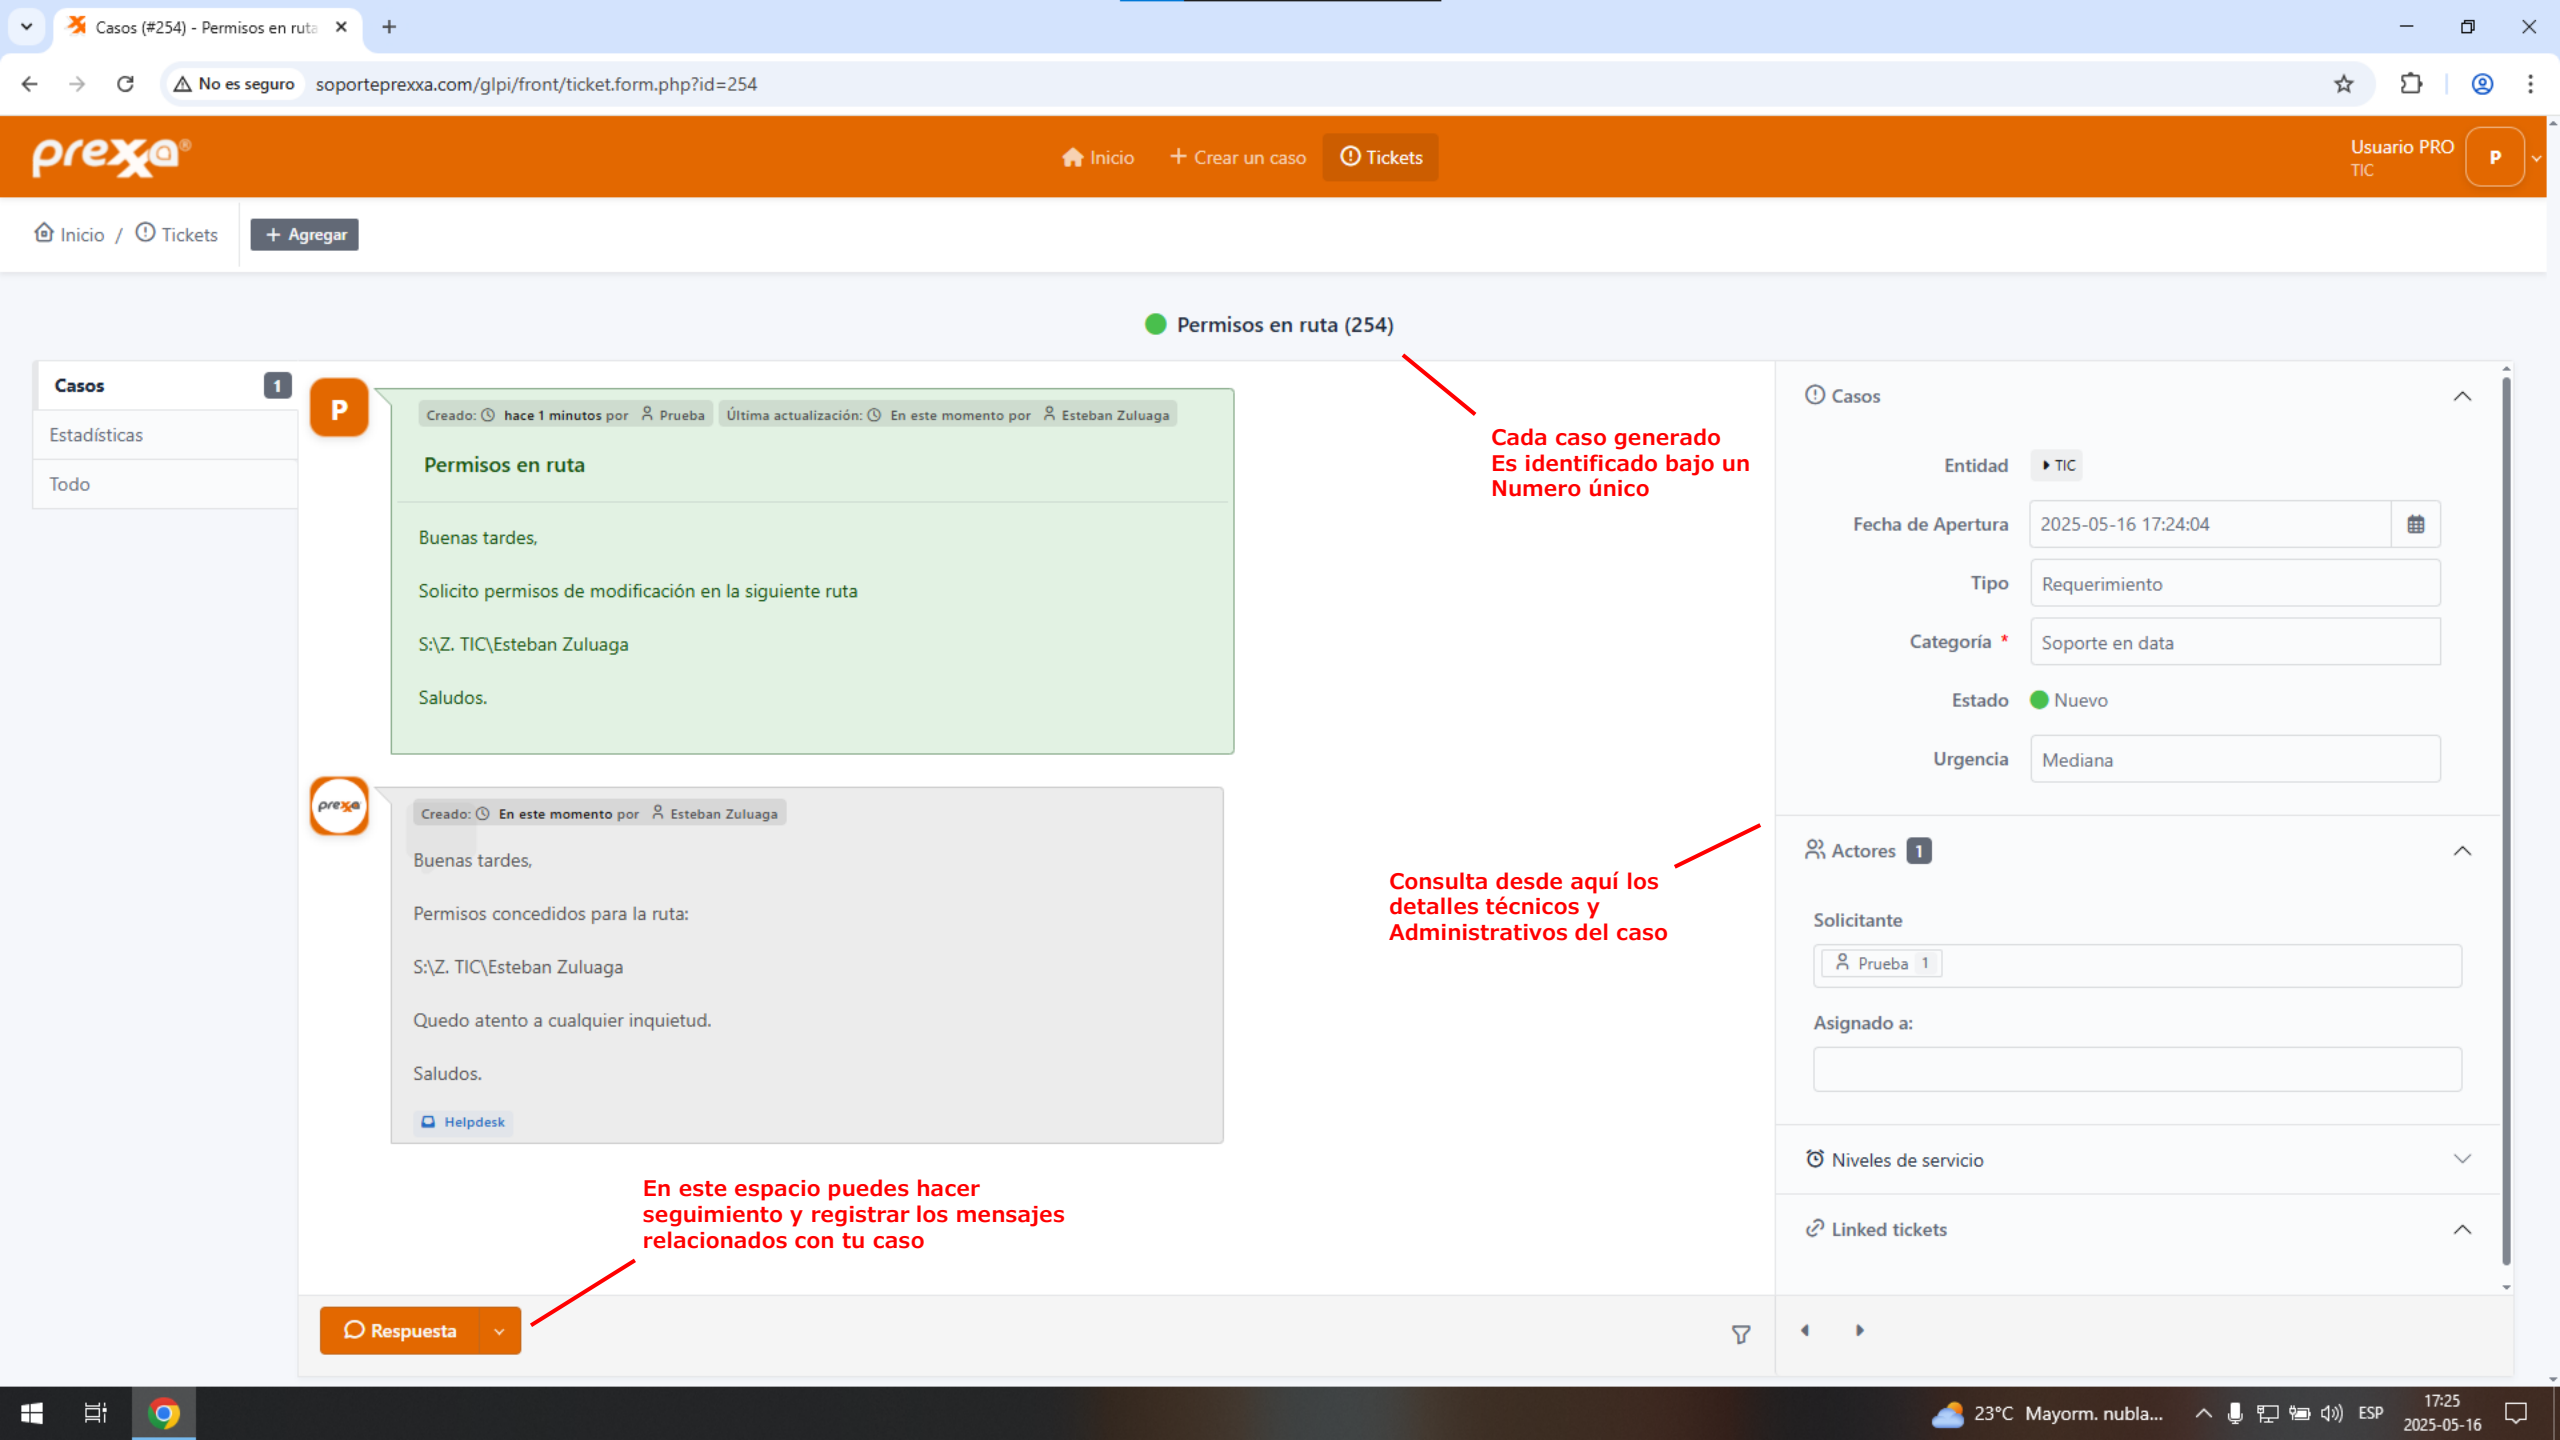 Casos (#254) - Permisos en ruta
No es seguro
soporteprexxa.com/glpi/front/ticket.form.php?id=254
prexxa®
Inicio
Crear un caso
Tickets
Usuario PRO
TIC
P
Inicio / Tickets
+ Agregar
Permisos en ruta (254)
Casos 1
Estadísticas
Todo
P
Creado: hace 1 minutos por Prueba
Última actualización: En este momento por Esteban Zuluaga
Permisos en ruta
Buenas tardes,
Solicito permisos de modificación en la siguiente ruta
S:\Z. TIC\Esteban Zuluaga
Saludos.
prexxa
Creado: En este momento por Esteban Zuluaga
Buenas tardes,
Permisos concedidos para la ruta:
S:\Z. TIC\Esteban Zuluaga
Quedo atento a cualquier inquietud.
Saludos.
Helpdesk
Cada caso generado
Es identificado bajo un
Numero único
Consulta desde aquí los
detalles técnicos y
Administrativos del caso
En este espacio puedes hacer
seguimiento y registrar los mensajes
relacionados con tu caso
Respuesta
Casos
Entidad TIC
Fecha de Apertura 2025-05-16 17:24:04
Tipo Requerimiento
Categoría * Soporte en data
Estado Nuevo
Urgencia Mediana
Actores 1
Solicitante
Prueba 1
Asignado a:
Niveles de servicio
Linked tickets
23°C Mayorm. nubla...
ESP
17:25
2025-05-16